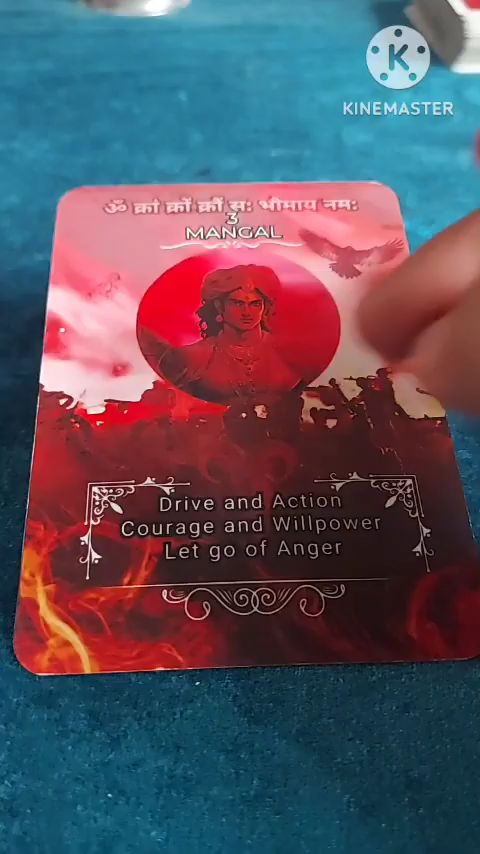 K
KINEMASTER
ॐ क्रां क्रीं क्रौं सः भौमाय नमः
3
MANGAL
Drive and Action
Courage and Willpower
Let go of Anger